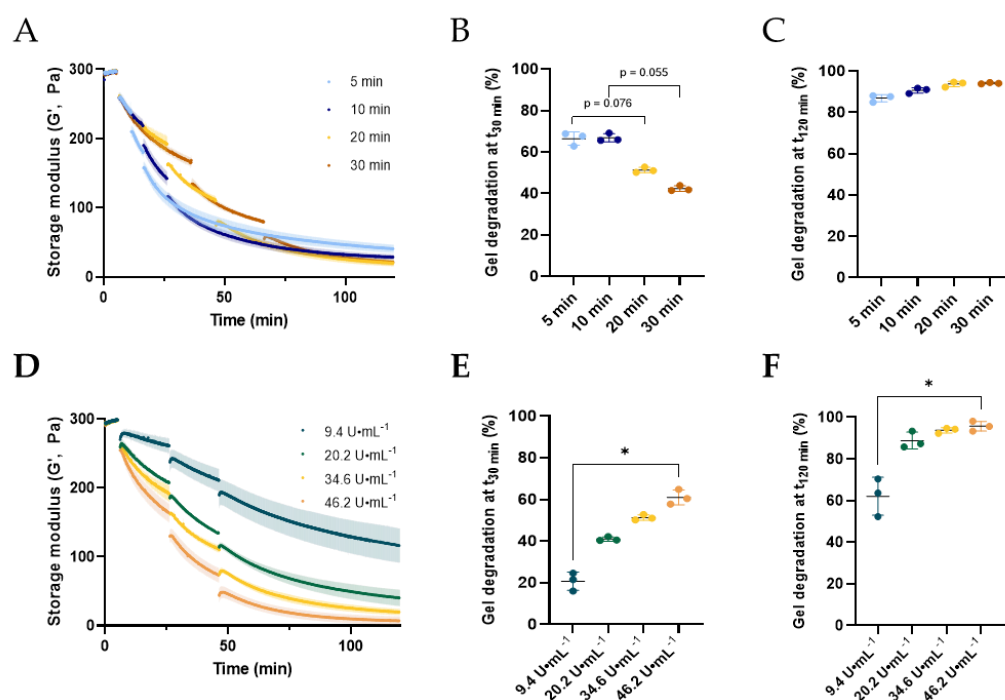 A
Storage modulus (G', Pa)
300
200
100
0
0
50
100
Time (min)
5 min
10 min
20 min
30 min
B
Gel degradation at t30 min (%)
100
80
60
40
20
0
p = 0.055
p = 0.076
5 min
10 min
20 min
30 min
C
Gel degradation at t120 min (%)
100
80
60
40
20
0
5 min
10 min
20 min
30 min
D
Storage modulus (G', Pa)
300
200
100
0
0
50
100
Time (min)
9.4 U•mL⁻¹
20.2 U•mL⁻¹
34.6 U•mL⁻¹
46.2 U•mL⁻¹
E
Gel degradation at t30 min (%)
100
80
60
40
20
0
*
9.4 U•mL⁻¹
20.2 U•mL⁻¹
34.6 U•mL⁻¹
46.2 U•mL⁻¹
F
Gel degradation at t120 min (%)
100
80
60
40
20
0
*
9.4 U•mL⁻¹
20.2 U•mL⁻¹
34.6 U•mL⁻¹
46.2 U•mL⁻¹